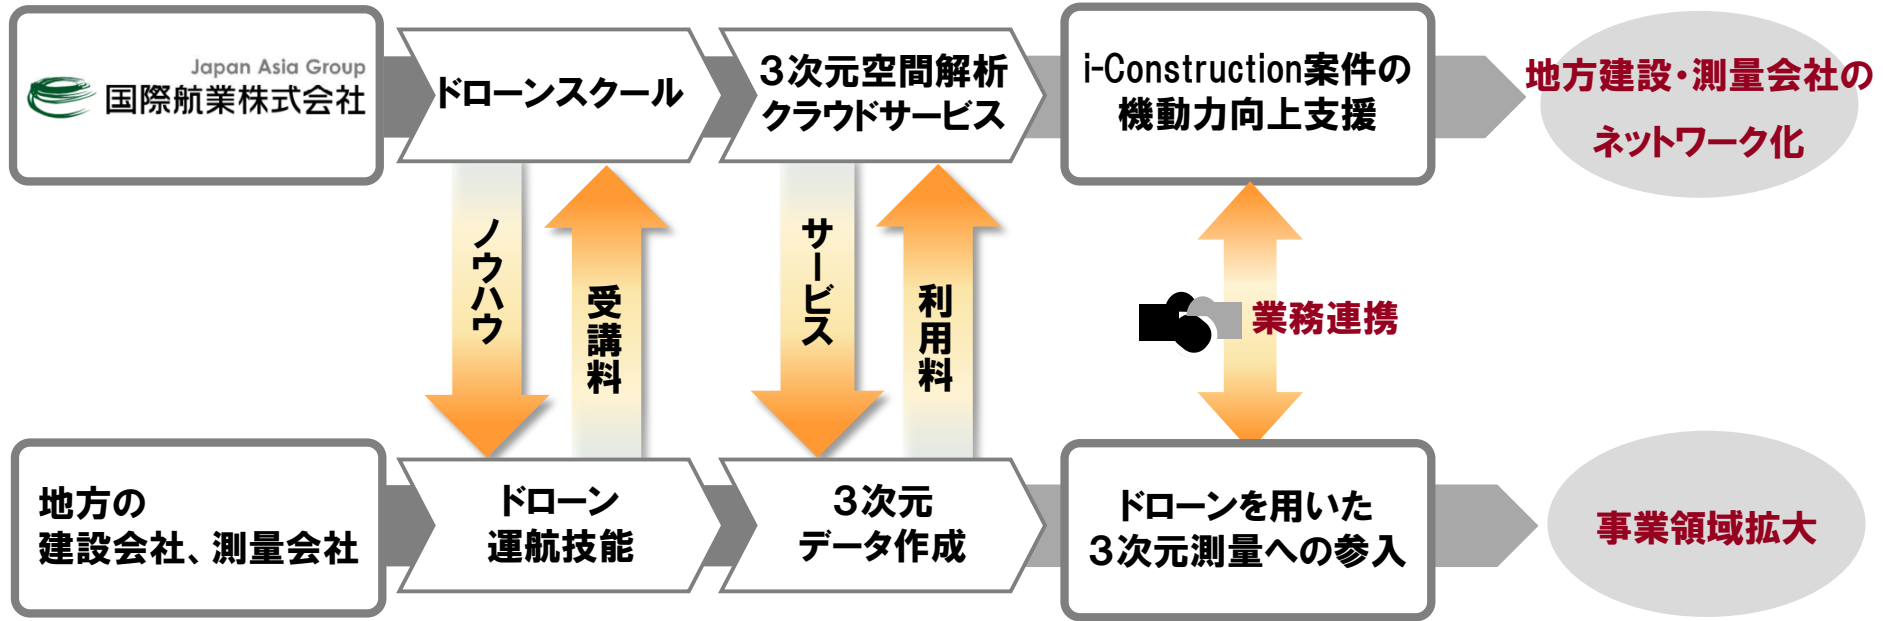 Japan Asia Group
国際航業株式会社
ドローンスクール
3次元空間解析
クラウドサービス
i-Construction案件の
機動力向上支援
地方建設・測量会社の
ネットワーク化
ノウハウ
受講料
サービス
利用料
業務連携
地方の
建設会社、測量会社
ドローン
運航技能
3次元
データ作成
ドローンを用いた
3次元測量への参入
事業領域拡大